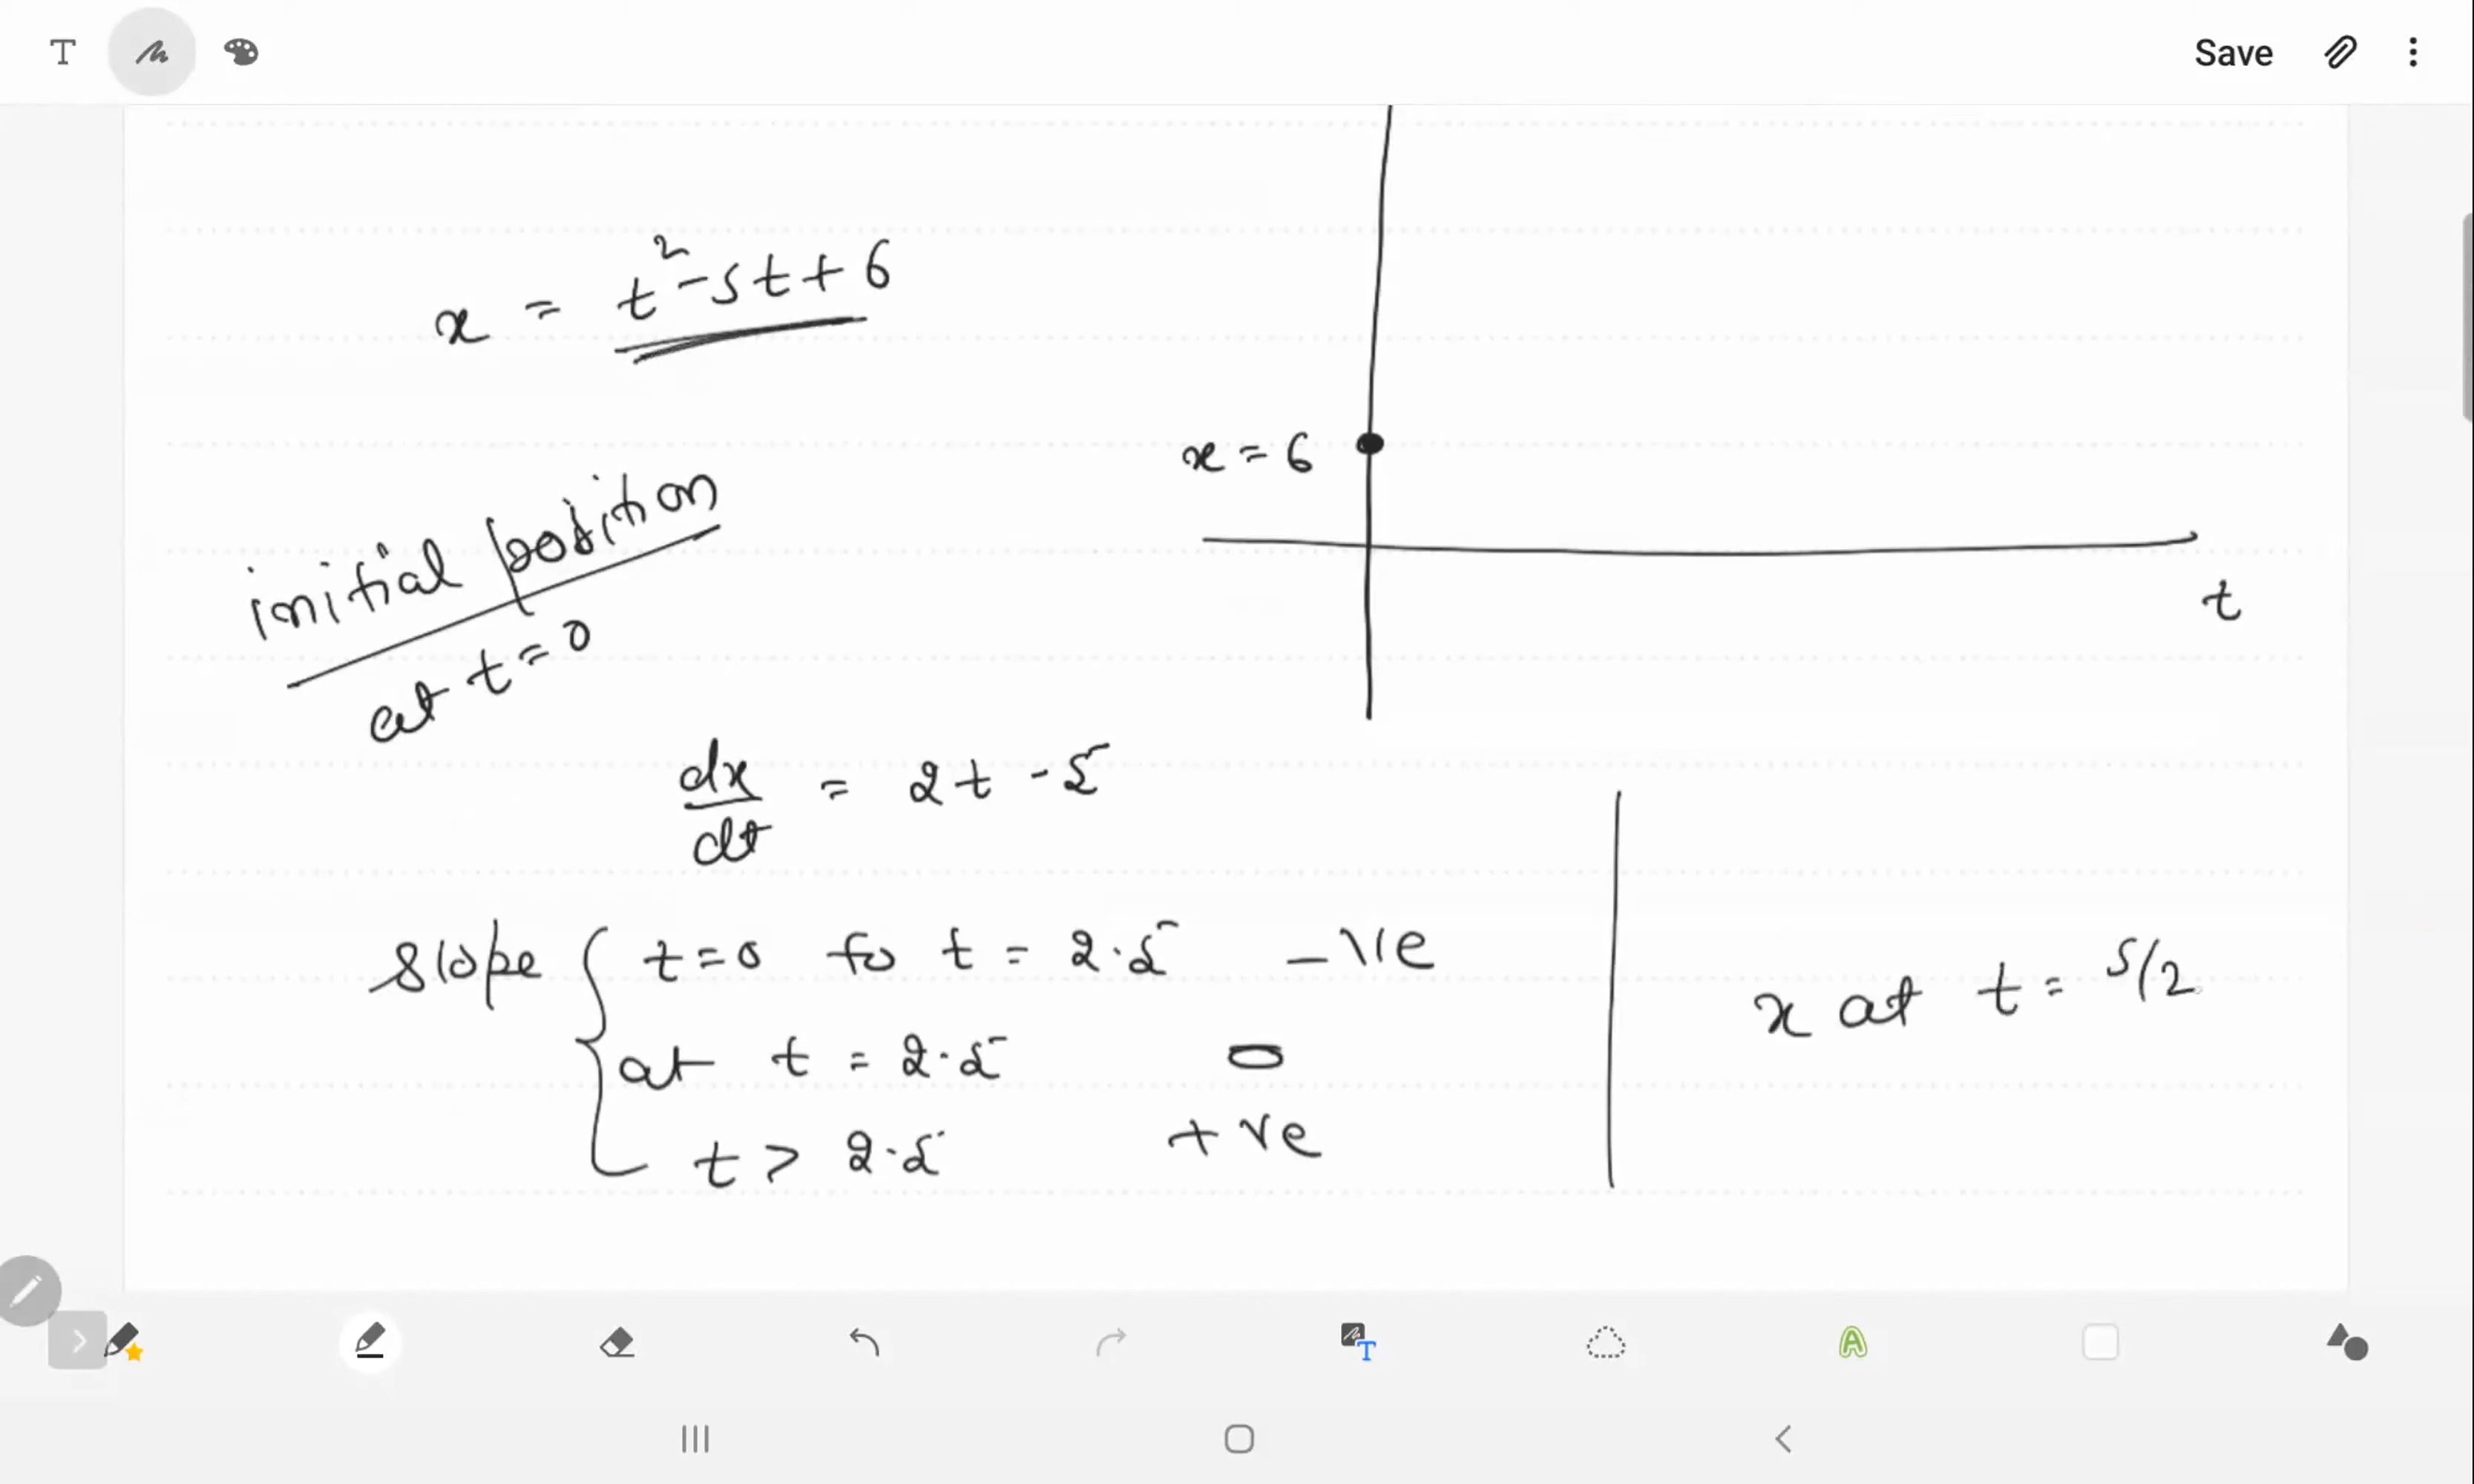 T
Save
x = t²-5t+6
x = 6
initial position
at t=0
t
dx/dt = 2t-5
slope { t=0 to t = 2.5 -ve
at t = 2.5 0
t > 2.5 +ve
x at t = 5/2
T
A